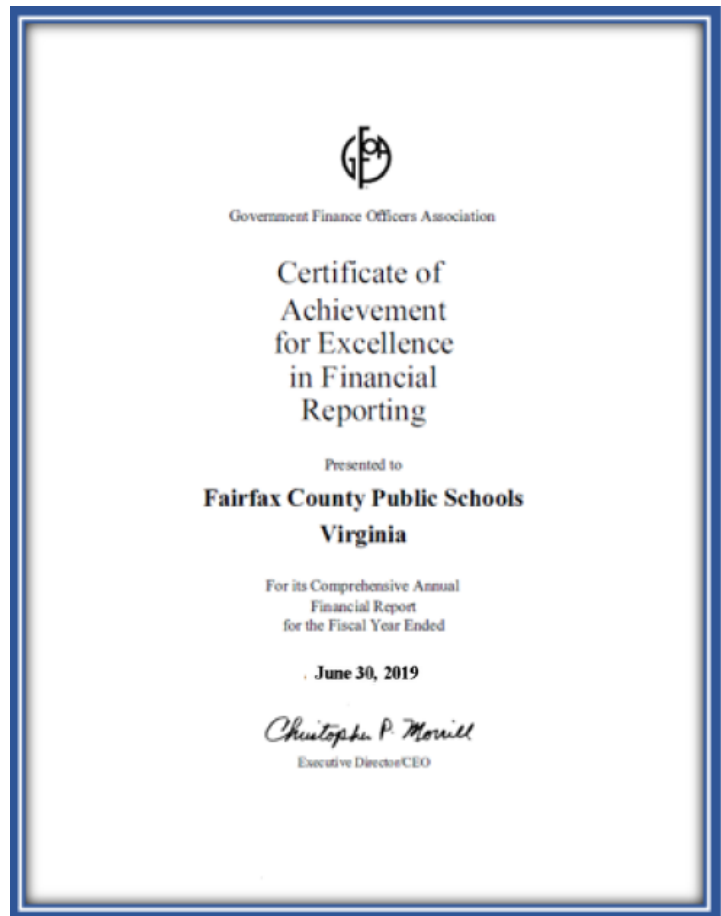 GFOA
Government Finance Officers Association
Certificate of
Achievement
for Excellence
in Financial
Reporting
Presented to
Fairfax County Public Schools
Virginia
For its Comprehensive Annual
Financial Report
for the Fiscal Year Ended
June 30, 2019
Christopher P. Morrill
Executive Director/CEO